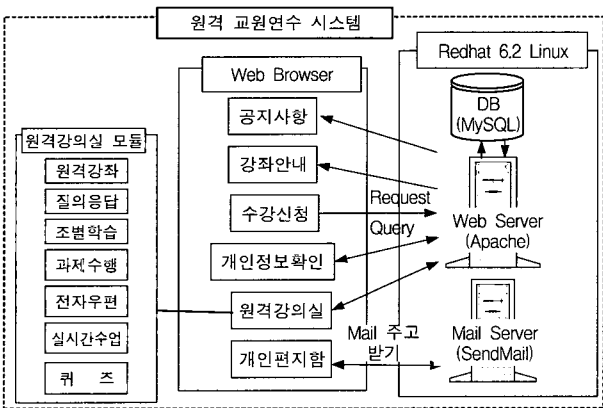 원격 교원연수 시스템
Redhat 6.2 Linux
Web Browser
DB
(MySQL)
공지사항
원격강의실 모듈
강좌안내
원격강좌
질의응답
수강신청
Request
Query
Web Server
(Apache)
조별학습
개인정보확인
과제수행
전자우편
원격강의실
실시간수업
Mail 주고
받기
Mail Server
(SendMail)
개인편지함
퀴 즈